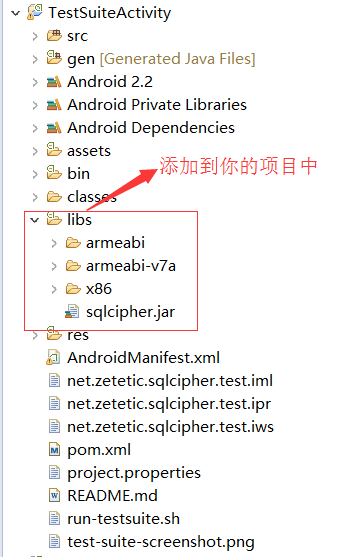 TestSuiteActivity
src
gen [Generated Java Files]
Android 2.2
Android Private Libraries
Android Dependencies
assets
添加到你的项目中
bin
classes
libs
armeabi
armeabi-v7a
x86
sqlcipher.jar
res
AndroidManifest.xml
net.zetetic.sqlcipher.test.iml
net.zetetic.sqlcipher.test.ipr
net.zetetic.sqlcipher.test.iws
pom.xml
project.properties
README.md
run-testsuite.sh
test-suite-screenshot.png